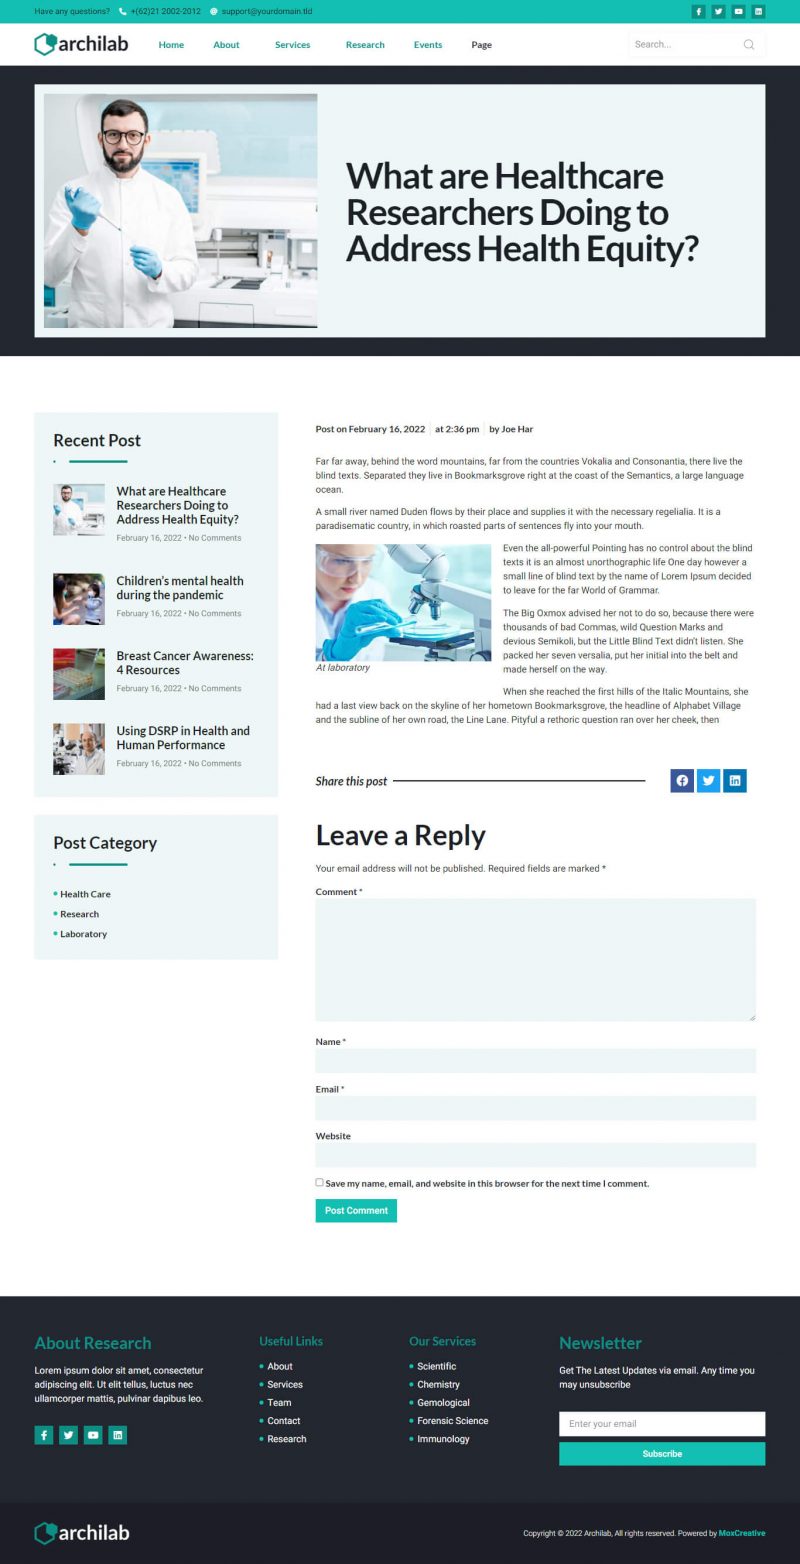 Have any questions? +(62)21 2002-2012 support@yourdomain.tld
archilab Home About Services Research Events Page Search...
What are Healthcare
Researchers Doing to
Address Health Equity?
Recent Post
What are Healthcare
Researchers Doing to
Address Health Equity?
February 16, 2022 • No Comments
Children's mental health
during the pandemic
February 16, 2022 • No Comments
Breast Cancer Awareness:
4 Resources
February 16, 2022 • No Comments
Using DSRP in Health and
Human Performance
February 16, 2022 • No Comments
Post Category
Health Care
Research
Laboratory
Post on February 16, 2022 at 2:36 pm by Joe Har
Far far away, behind the word mountains, far from the countries Vokalia and Consonantia, there live the
blind texts. Separated they live in Bookmarksgrove right at the coast of the Semantics, a large language
ocean.
A small river named Duden flows by their place and supplies it with the necessary regelialia. It is a
paradisematic country, in which roasted parts of sentences fly into your mouth.
Even the all-powerful Pointing has no control about the blind
texts it is an almost unorthographic life One day however a
small line of blind text by the name of Lorem Ipsum decided
to leave for the far World of Grammar.
The Big Oxmox advised her not to do so, because there were
thousands of bad Commas, wild Question Marks and
devious Semikoli, but the Little Blind Text didn't listen. She
packed her seven versalia, put her initial into the belt and
made herself on the way.
At laboratory
When she reached the first hills of the Italic Mountains, she
had a last view back on the skyline of her hometown Bookmarksgrove, the headline of Alphabet Village
and the subline of her own road, the Line Lane. Pityful a rethoric question ran over her cheek, then
Share this post
Leave a Reply
Your email address will not be published. Required fields are marked *
Comment *
Name *
Email *
Website
Save my name, email, and website in this browser for the next time I comment.
Post Comment
About Research
Lorem ipsum dolor sit amet, consectetur
adipiscing elit. Ut elit tellus, luctus nec
ullamcorper mattis, pulvinar dapibus leo.
Useful Links
About
Services
Team
Contact
Research
Our Services
Scientific
Chemistry
Gemological
Forensic Science
Immunology
Newsletter
Get The Latest Updates via email. Any time you
may unsubscribe
Enter your email
Subscribe
archilab
Copyright © 2022 Archilab, All rights reserved. Powered by MoxCreative